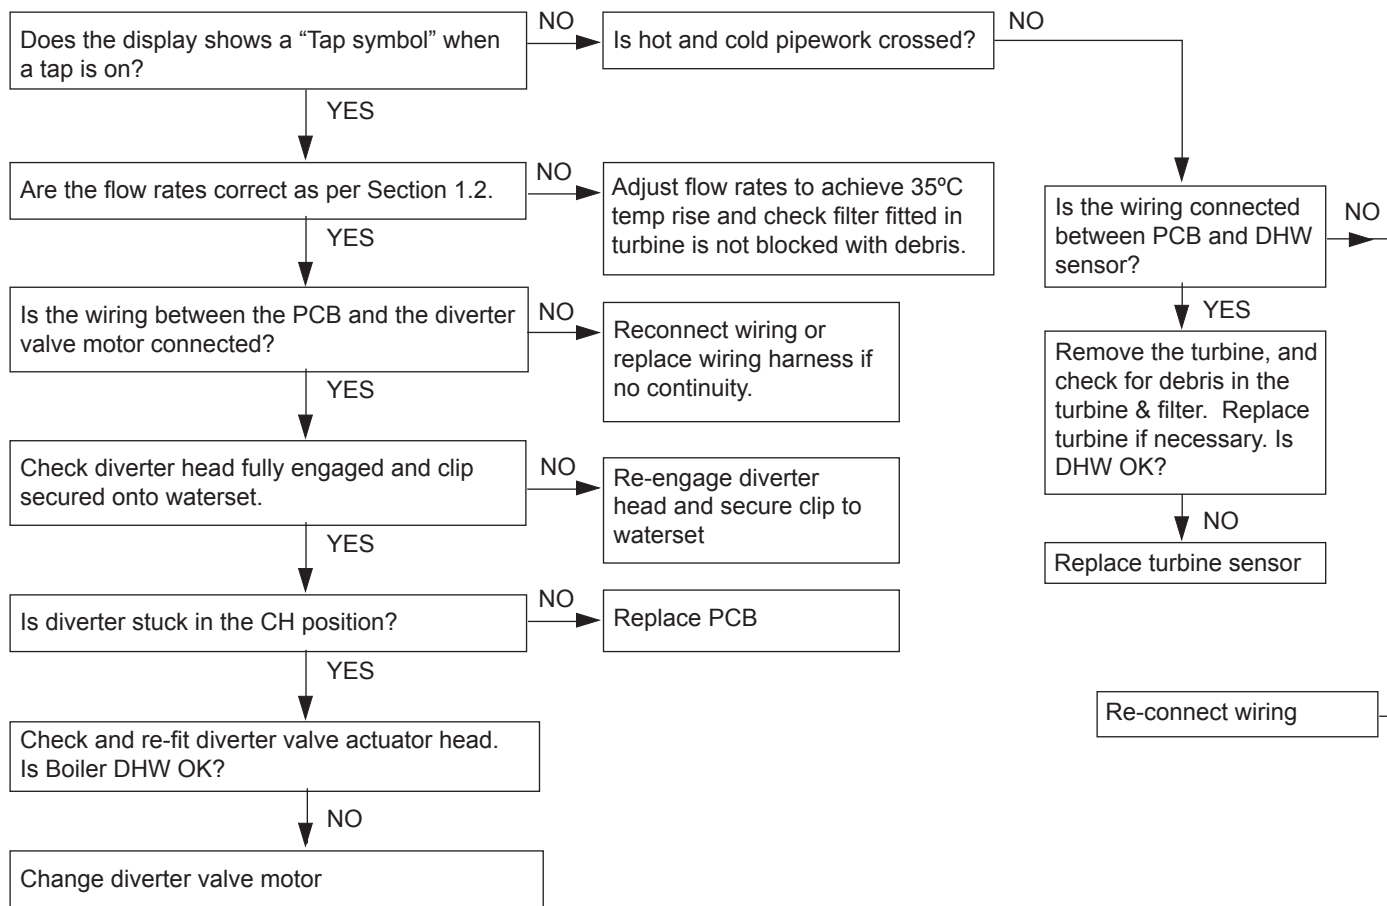 Does the display shows a “Tap symbol” when
a tap is on?
NO
Is hot and cold pipework crossed?
NO
YES
Are the flow rates correct as per Section 1.2.
NO
Adjust flow rates to achieve 35ºC
temp rise and check filter fitted in
turbine is not blocked with debris.
Is the wiring connected
between PCB and DHW
sensor?
NO
YES
Is the wiring between the PCB and the diverter
valve motor connected?
NO
Reconnect wiring or
replace wiring harness if
no continuity.
YES
Remove the turbine, and
check for debris in the
turbine & filter. Replace
turbine if necessary. Is
DHW OK?
YES
Check diverter head fully engaged and clip
secured onto waterset.
NO
Re-engage diverter
head and secure clip to
waterset
NO
Replace turbine sensor
YES
Is diverter stuck in the CH position?
NO
Replace PCB
YES
Re-connect wiring
Check and re-fit diverter valve actuator head.
Is Boiler DHW OK?
NO
Change diverter valve motor